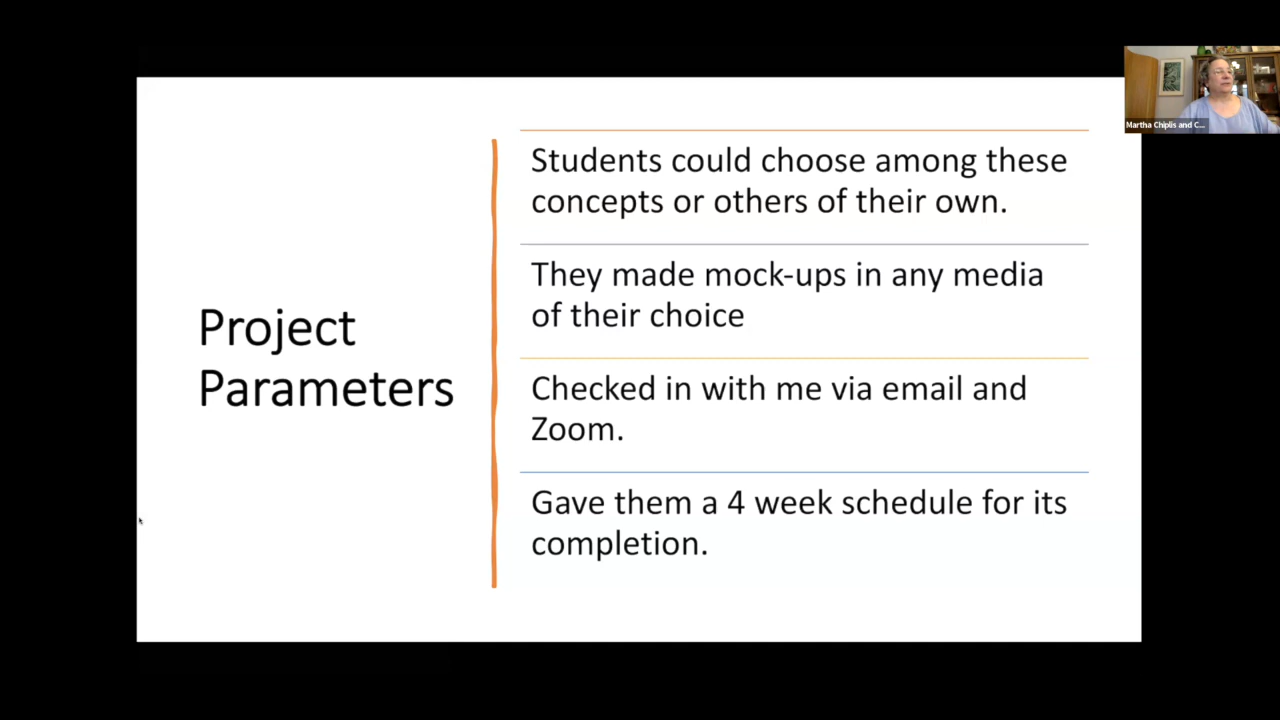 Martha Chiplis and C...
Project
Parameters
Students could choose among these
concepts or others of their own.
They made mock-ups in any media
of their choice
Checked in with me via email and
Zoom.
Gave them a 4 week schedule for its
completion.